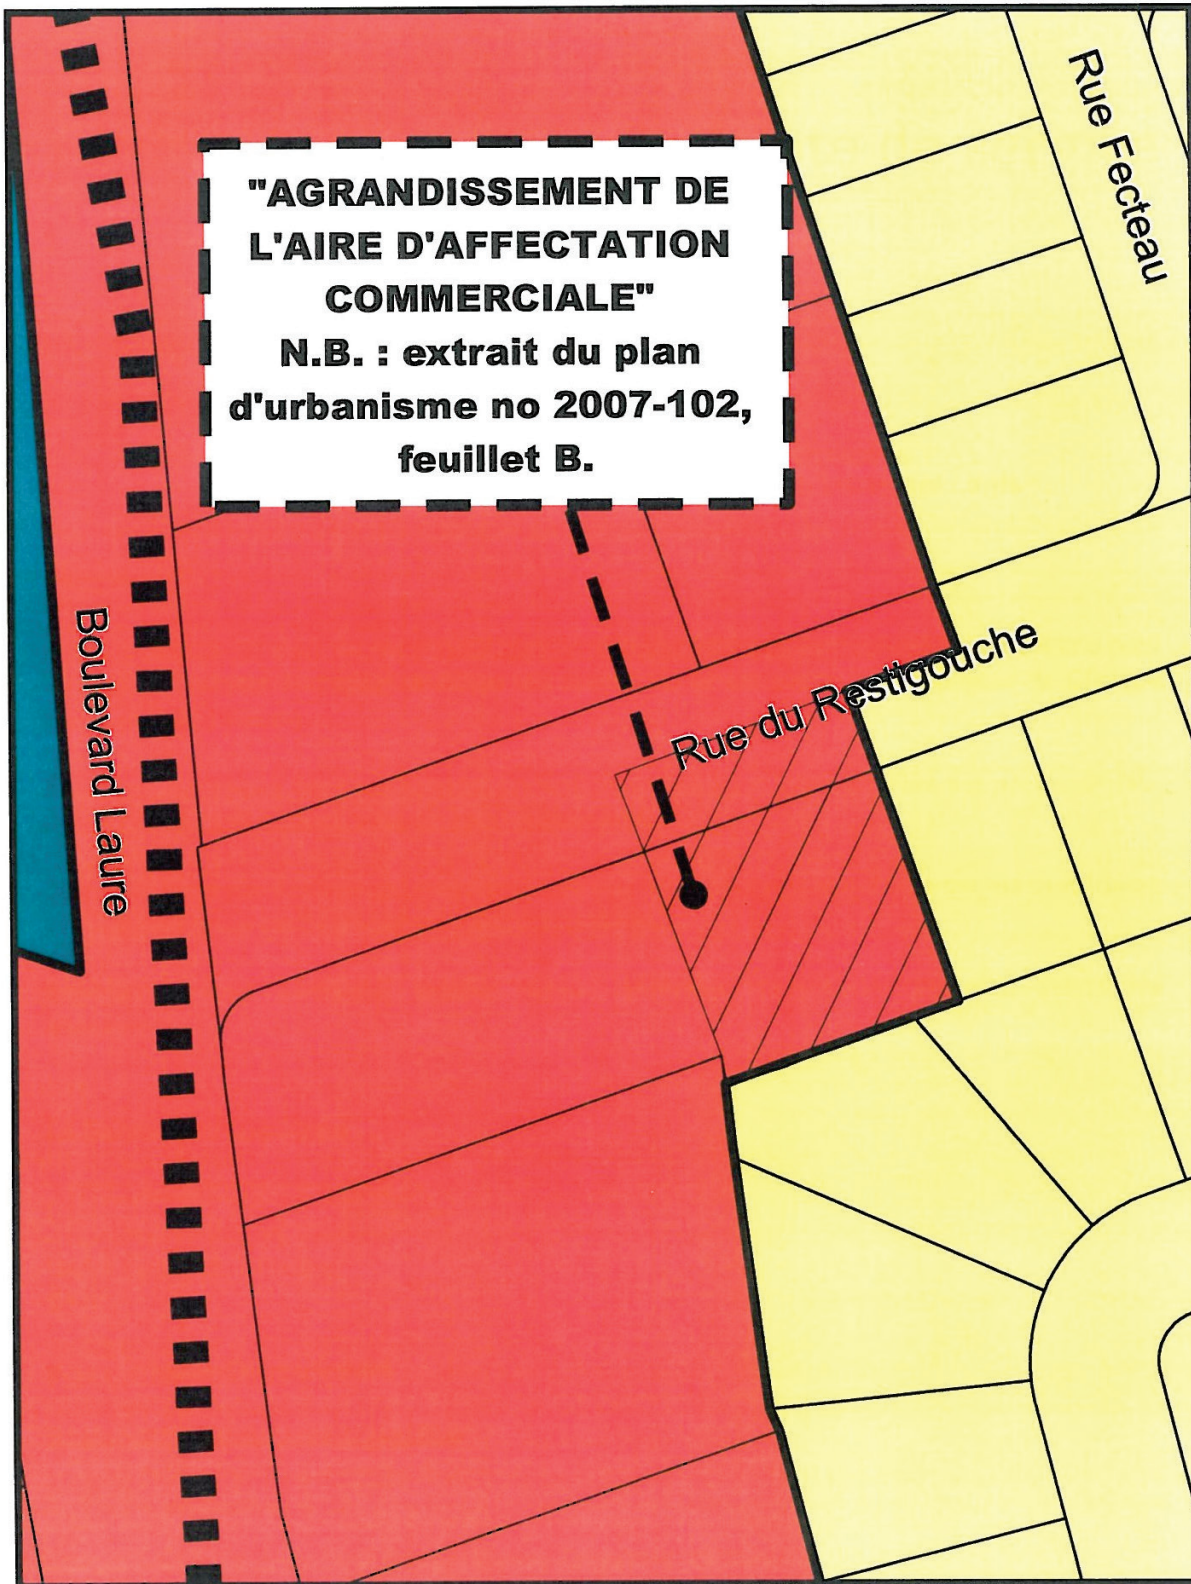 "AGRANDISSEMENT DE
L'AIRE D'AFFECTATION
COMMERCIALE"
N.B. : extrait du plan
d'urbanisme no 2007-102,
feuillet B.
Rue Fecteau
Rue du Restigouche
Boulevard Laure